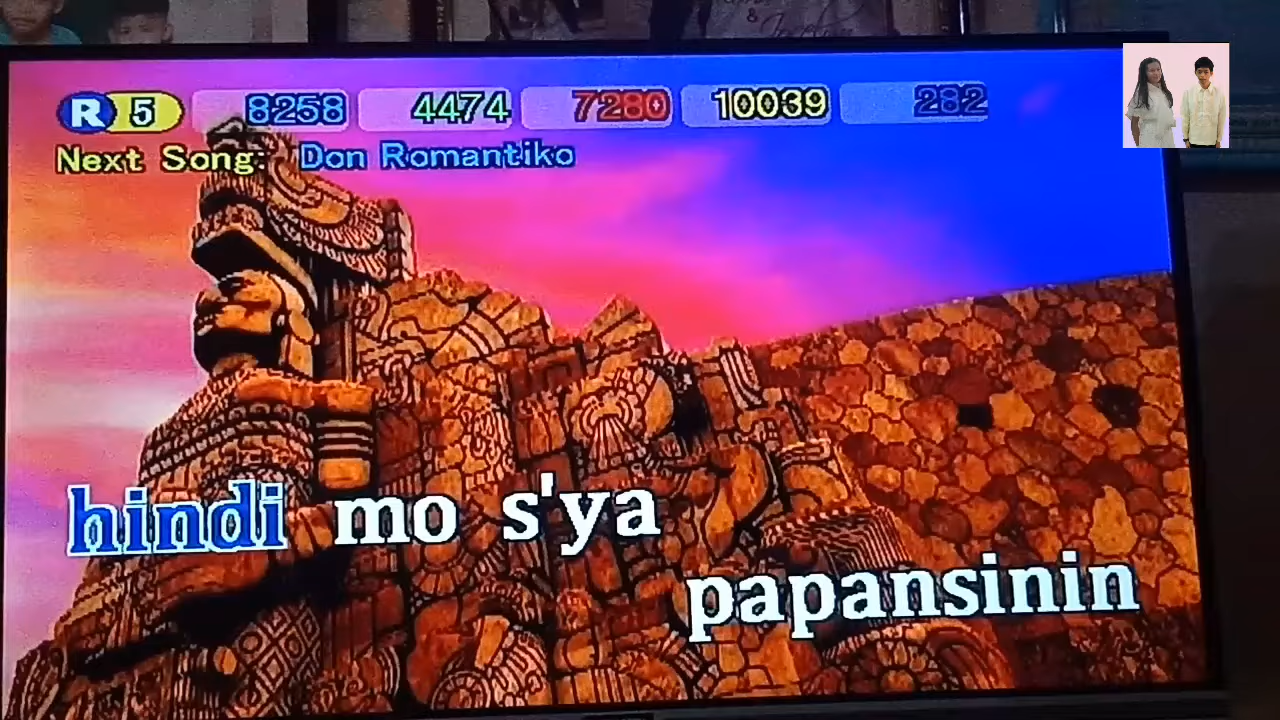 R 5 8258 4474 7280 10039 282
Next Song: Don Romantiko
hindi mo s'ya
papansinin
&